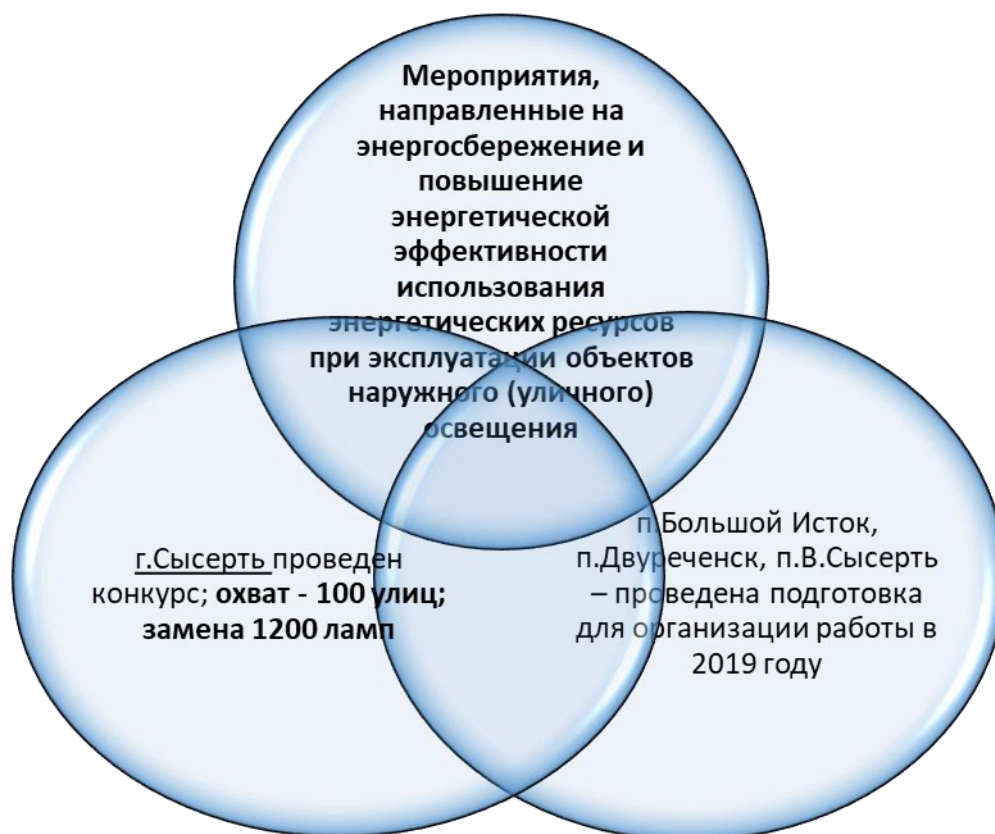 Мероприятия,
направленные на
энергосбережение и
повышение
энергетической
эффективности
использования
энергетических ресурсов
при эксплуатации объектов
наружного (уличного)
освещения
г.Сысерть проведен
конкурс; охват - 100 улиц;
замена 1200 ламп
п.Большой Исток,
п.Двуреченск, п.В.Сысерть
– проведена подготовка
для организации работы в
2019 году